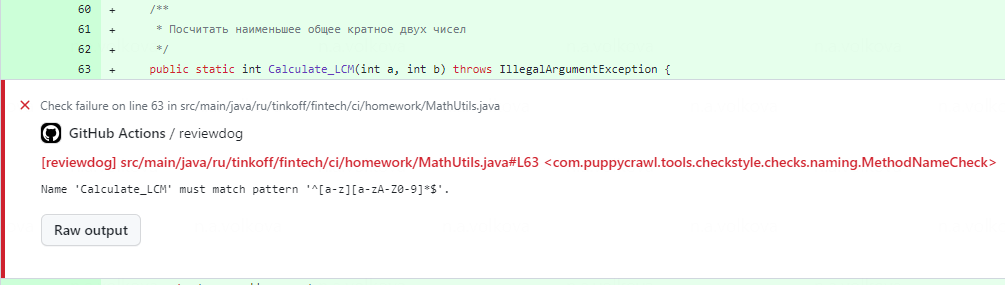 60 + /**
61 + * Посчитать наименьшее общее кратное двух чисел
62 + */
63 + public static int Calculate_LCM(int a, int b) throws IllegalArgumentException {
Check failure on line 63 in src/main/java/ru/tinkoff/fintech/ci/homework/MathUtils.java
GitHub Actions / reviewdog
[reviewdog] src/main/java/ru/tinkoff/fintech/ci/homework/MathUtils.java#L63 <com.puppycrawl.tools.checkstyle.checks.naming.MethodNameCheck>
Name 'Calculate_LCM' must match pattern '^[a-z][a-zA-Z0-9]*$'.
Raw output